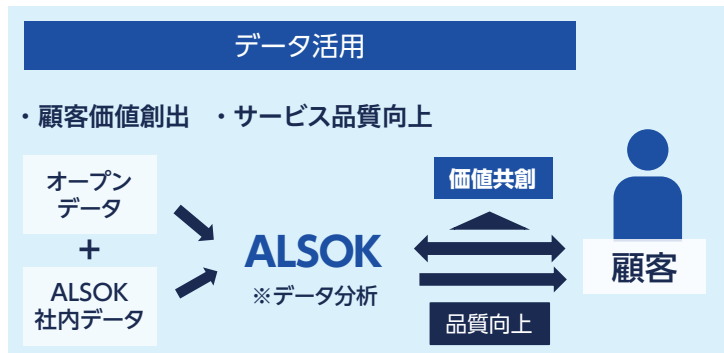 データ活用
・顧客価値創出 ・サービス品質向上
オープン
データ
+
ALSOK
社内データ
ALSOK
※データ分析
価値共創
品質向上
顧客